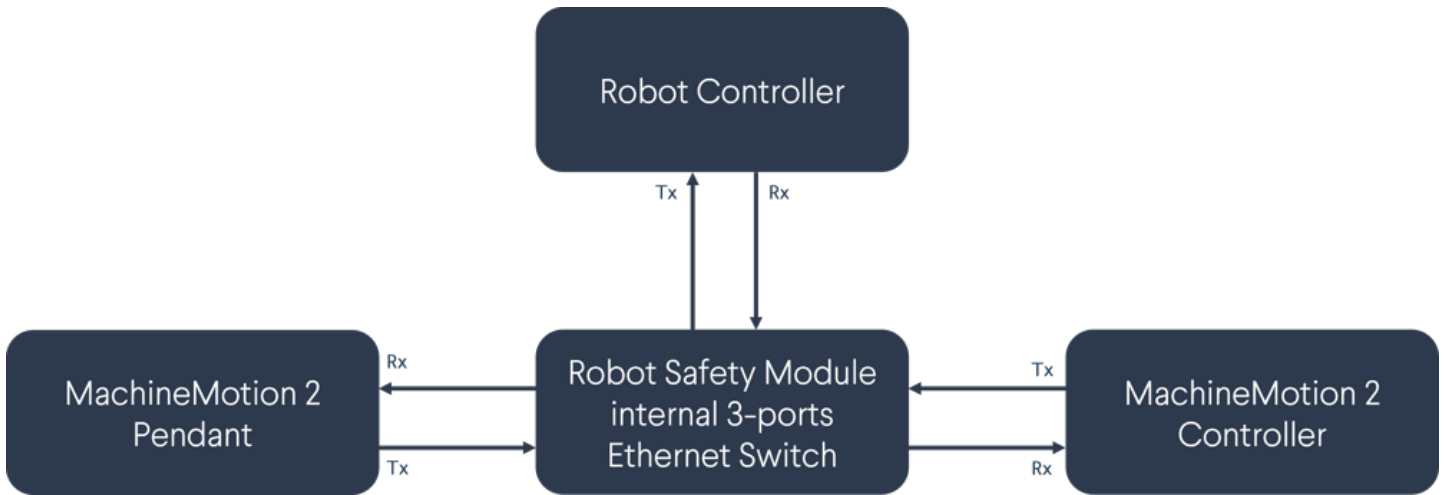 Robot Controller
Tx
Rx
Rx
Tx
MachineMotion 2
Pendant
Robot Safety Module
internal 3-ports
Ethernet Switch
Tx
Rx
MachineMotion 2
Controller